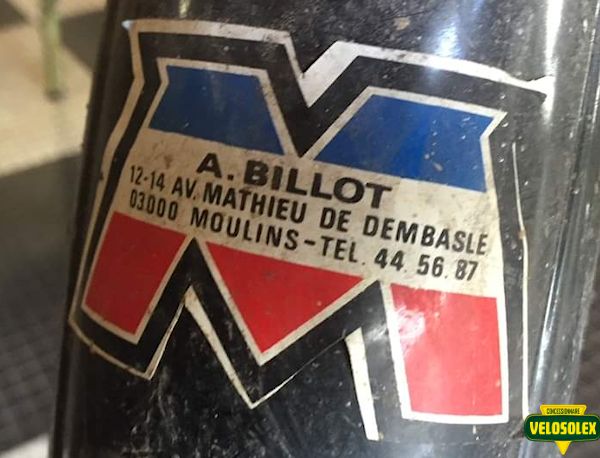 A. BILLOT
12-14 AV. MATHIEU DE DEMBASLE
03000 MOULINS - TEL. 44. 56. 87
CONCESSIONNAIRE
VELOSOLEX